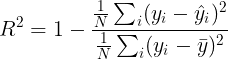 R^2 = 1 - \frac{\frac{1}{N} \sum_i (y_i - \hat{y}_i)^2}{\frac{1}{N} \sum_i (y_i - \bar{y})^2}